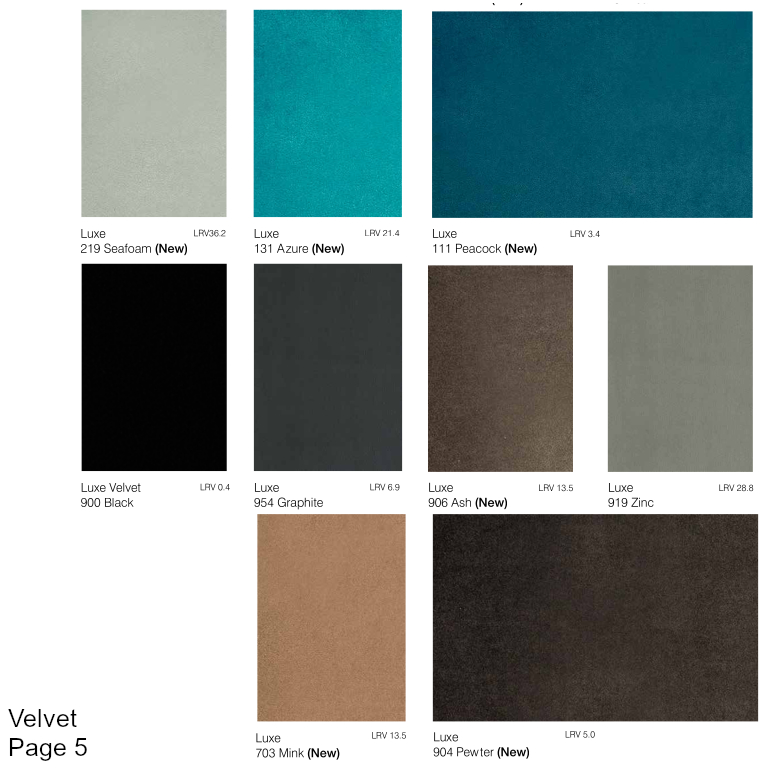 Luxe LRV36.2
219 Seafoam (New)
Luxe LRV 21.4
131 Azure (New)
Luxe LRV 3.4
111 Peacock (New)
Luxe Velvet LRV 0.4
900 Black
Luxe LRV 6.9
954 Graphite
Luxe LRV 13.5
906 Ash (New)
Luxe LRV 28.8
919 Zinc
Luxe LRV 13.5
703 Mink (New)
Luxe LRV 5.0
904 Pewter (New)
Velvet
Page 5